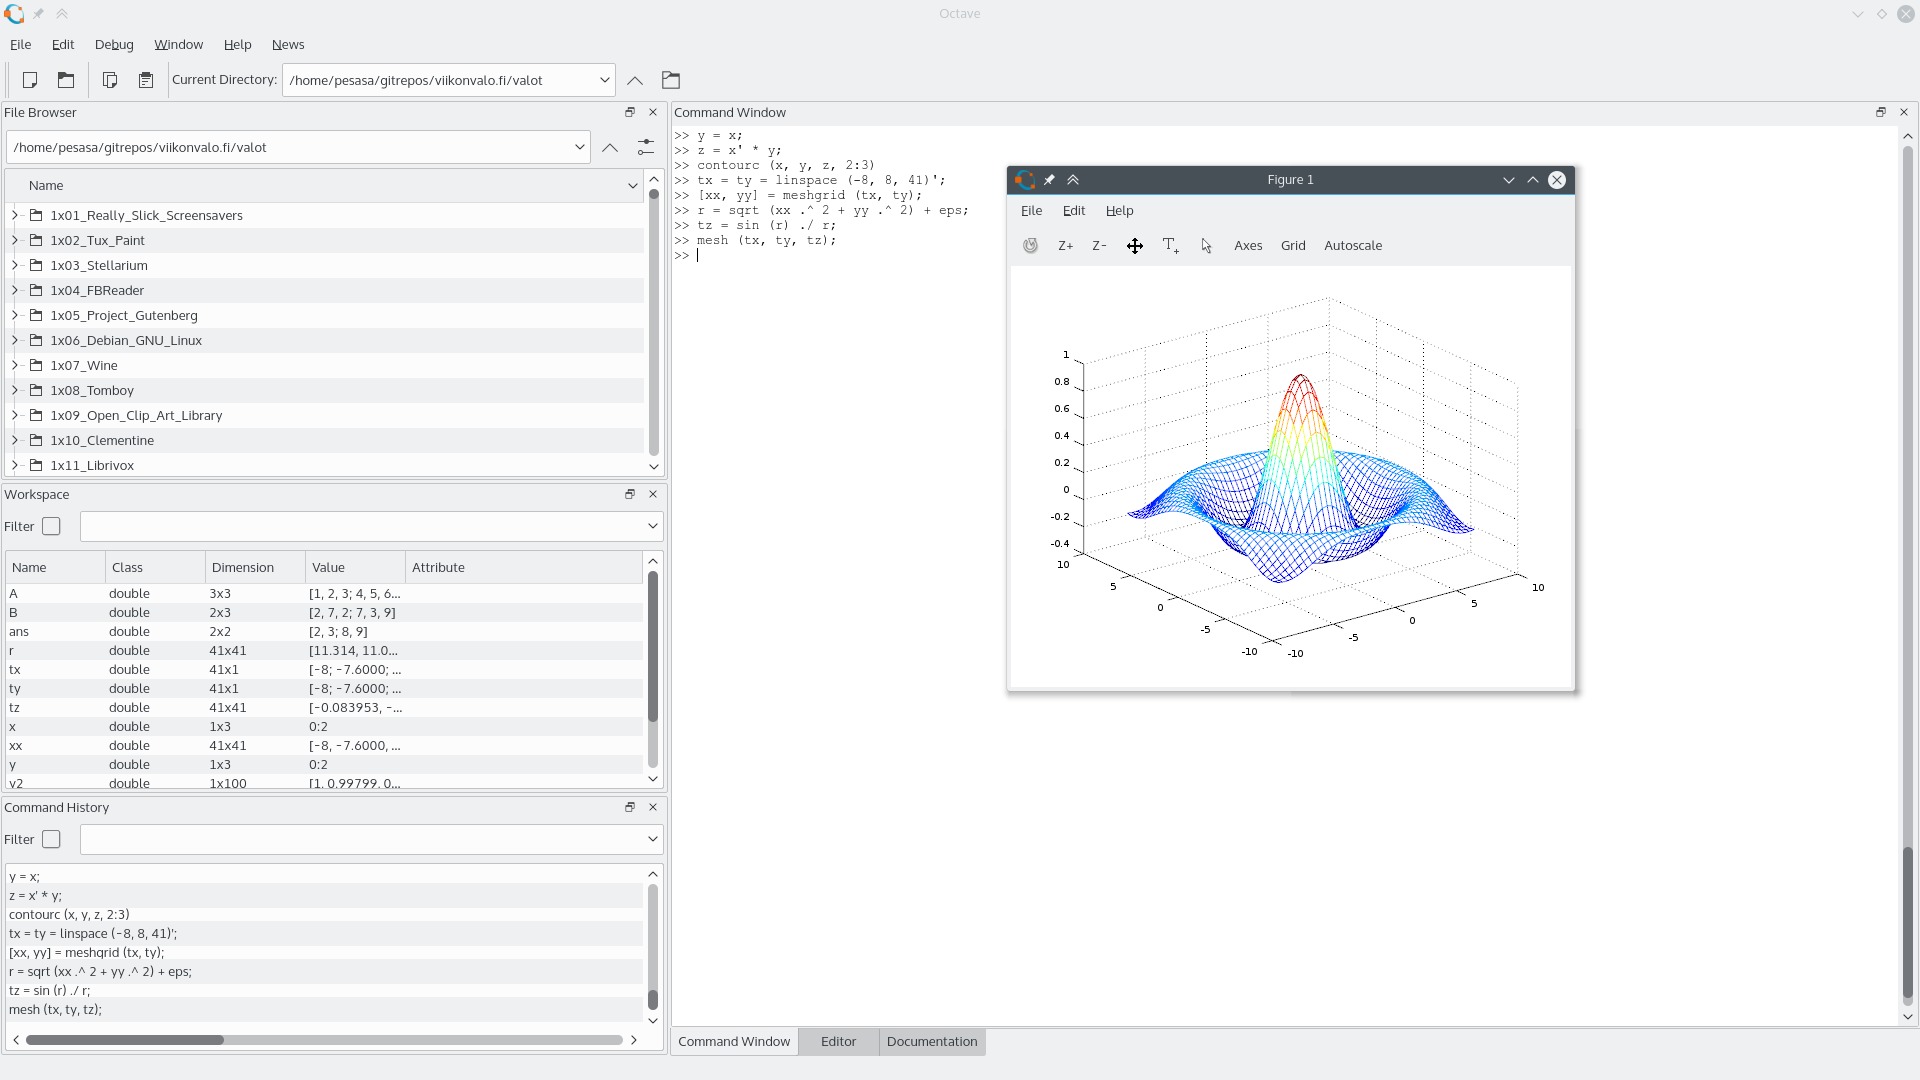 Octave
File Edit Debug Window Help News
Current Directory: /home/pesasa/gitrepos/viikonvalo.fi/valot
File Browser
/home/pesasa/gitrepos/viikonvalo.fi/valot
Name
1x01_Really_Slick_Screensavers
1x02_Tux_Paint
1x03_Stellarium
1x04_FBReader
1x05_Project_Gutenberg
1x06_Debian_GNU_Linux
1x07_Wine
1x08_Tomboy
1x09_Open_Clip_Art_Library
1x10_Clementine
1x11_Librivox
Workspace
Filter
Name Class Dimension Value Attribute
A double 3x3 [1, 2, 3; 4, 5, 6...
B double 2x3 [2, 7, 2; 7, 3, 9]
ans double 2x2 [2, 3; 8, 9]
r double 41x41 [11.314, 11.0...
tx double 41x1 [-8; -7.6000; ...
ty double 41x1 [-8; -7.6000; ...
tz double 41x41 [-0.083953, -...
x double 1x3 0:2
xx double 41x41 [-8, -7.6000, ...
y double 1x3 0:2
y2 double 1x100 [1, 0.99799, 0...
Command History
Filter
y = x;
z = x' * y;
contourc (x, y, z, 2:3)
tx = ty = linspace (-8, 8, 41)';
[xx, yy] = meshgrid (tx, ty);
r = sqrt (xx .^ 2 + yy .^ 2) + eps;
tz = sin (r) ./ r;
mesh (tx, ty, tz);
Command Window
>> y = x;
>> z = x' * y;
>> contourc (x, y, z, 2:3)
>> tx = ty = linspace (-8, 8, 41)';
>> [xx, yy] = meshgrid (tx, ty);
>> r = sqrt (xx .^ 2 + yy .^ 2) + eps;
>> tz = sin (r) ./ r;
>> mesh (tx, ty, tz);
>>
Figure 1
File Edit Help
Z+ Z- T+ Axes Grid Autoscale
1
0.8
0.6
0.4
0.2
0
-0.2
-0.4
10
5
0
-5
-10
-10
-5
0
5
10
Command Window Editor Documentation